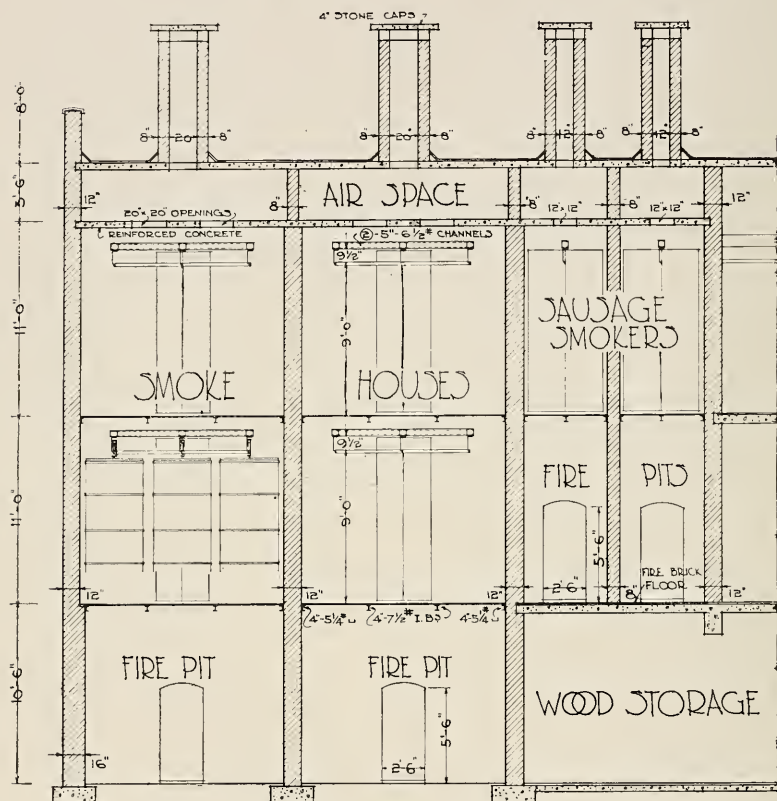 4" STONE CAPS
8'-0"
8" 20" 8"
8" 20" 8"
8" 12" 8"
8" 12" 8"
5'-6"
12"
8"
AIR SPACE
8"
12"x12"
8"
12"x12"
12"
20"x20" OPENINGS
REINFORCED CONCRETE
②-5"-6½# CHANNELS
9½"
11'-0"
9'-0"
SAUSAGE
SMOKERS
SMOKE
HOUSES
9½"
11'-0"
9'-0"
FIRE
PITS
5'-6"
FIRE BRICK
FLOOR
12"
12"
12"
2'-6"
8"
12"
4"-5¼#
4"-7½# I.B.
4"-5¼#
10'-6"
FIRE PIT
FIRE PIT
WOOD STORAGE
5'-6"
16"
2'-6"